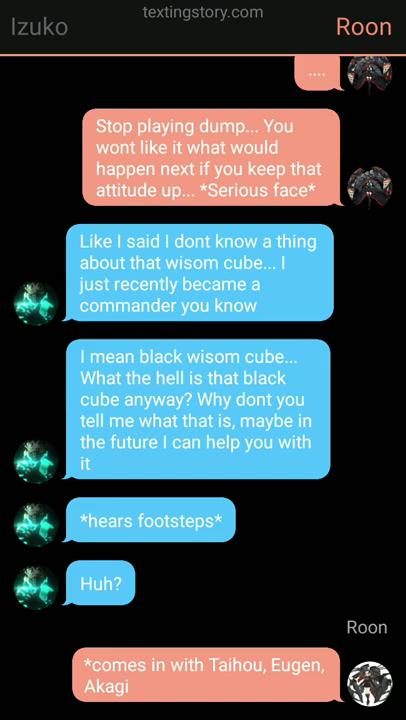 textingstory.com
Izuko
Roon
....
Stop playing dump... You
wont like it what would
happen next if you keep that
attitude up... *Serious face*
Like I said I dont know a thing
about that wisom cube... I
just recently became a
commander you know
I mean black wisom cube...
What the hell is that black
cube anyway? Why dont you
tell me what that is, maybe in
the future I can help you with
it
*hears footsteps*
Huh?
Roon
*comes in with Taihou, Eugen,
Akagi